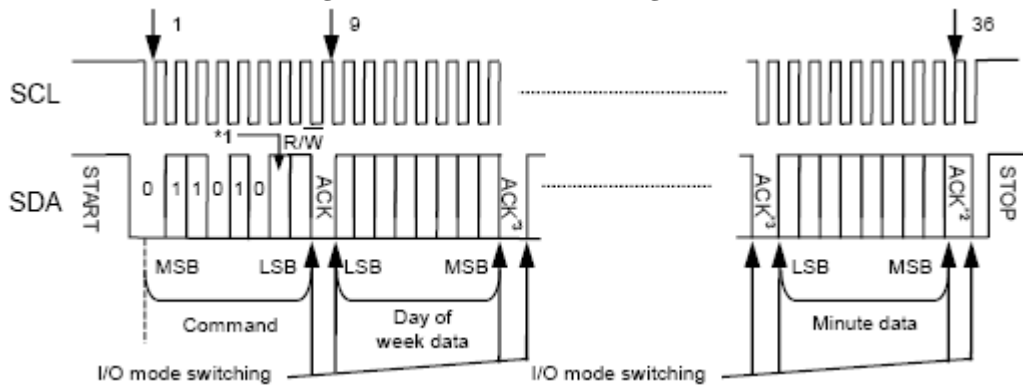 1 9 36
SCL
*1 R/W̅
SDA START 0 1 1 0 1 0 ACK ACK*3 ACK*3 ACK*2 STOP
MSB LSB LSB MSB LSB MSB
Command Day of week data Minute data
I/O mode switching I/O mode switching